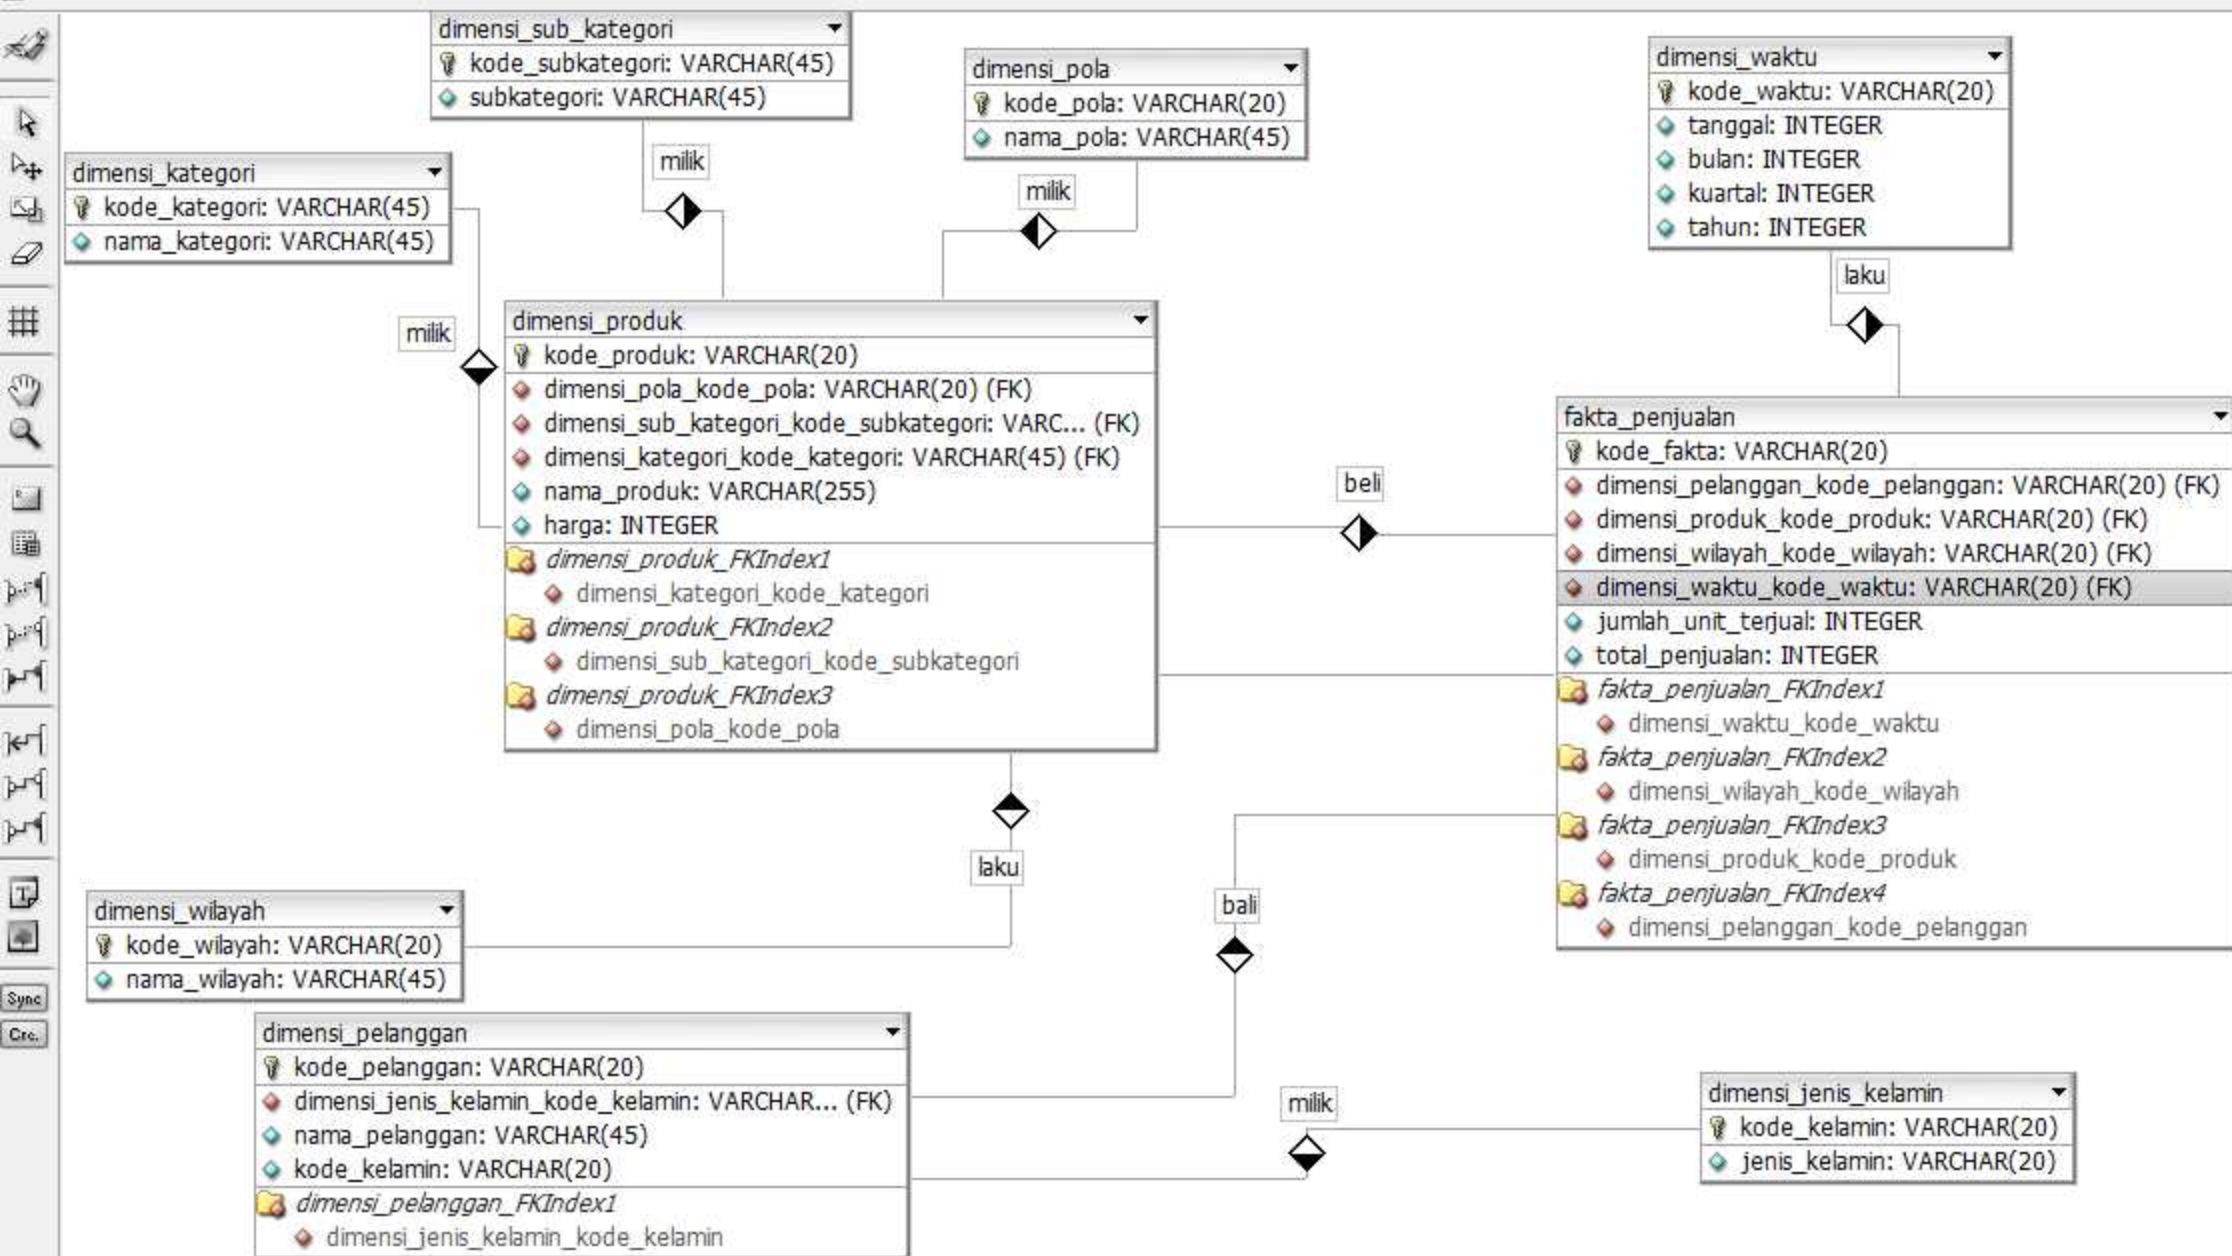 dimensi_sub_kategori
kode_subkategori: VARCHAR(45)
subkategori: VARCHAR(45)
dimensi_pola
kode_pola: VARCHAR(20)
nama_pola: VARCHAR(45)
dimensi_waktu
kode_waktu: VARCHAR(20)
tanggal: INTEGER
bulan: INTEGER
kuartal: INTEGER
tahun: INTEGER
dimensi_kategori
kode_kategori: VARCHAR(45)
nama_kategori: VARCHAR(45)
milik
milik
laku
milik
dimensi_produk
kode_produk: VARCHAR(20)
dimensi_pola_kode_pola: VARCHAR(20) (FK)
dimensi_sub_kategori_kode_subkategori: VARC... (FK)
dimensi_kategori_kode_kategori: VARCHAR(45) (FK)
nama_produk: VARCHAR(255)
harga: INTEGER
dimensi_produk_FKIndex1
dimensi_kategori_kode_kategori
dimensi_produk_FKIndex2
dimensi_sub_kategori_kode_subkategori
dimensi_produk_FKIndex3
dimensi_pola_kode_pola
beli
fakta_penjualan
kode_fakta: VARCHAR(20)
dimensi_pelanggan_kode_pelanggan: VARCHAR(20) (FK)
dimensi_produk_kode_produk: VARCHAR(20) (FK)
dimensi_wilayah_kode_wilayah: VARCHAR(20) (FK)
dimensi_waktu_kode_waktu: VARCHAR(20) (FK)
jumlah_unit_terjual: INTEGER
total_penjualan: INTEGER
fakta_penjualan_FKIndex1
dimensi_waktu_kode_waktu
fakta_penjualan_FKIndex2
dimensi_wilayah_kode_wilayah
fakta_penjualan_FKIndex3
dimensi_produk_kode_produk
fakta_penjualan_FKIndex4
dimensi_pelanggan_kode_pelanggan
laku
bali
dimensi_wilayah
kode_wilayah: VARCHAR(20)
nama_wilayah: VARCHAR(45)
Sync
Cre.
dimensi_pelanggan
kode_pelanggan: VARCHAR(20)
dimensi_jenis_kelamin_kode_kelamin: VARCHAR... (FK)
nama_pelanggan: VARCHAR(45)
kode_kelamin: VARCHAR(20)
dimensi_pelanggan_FKIndex1
dimensi_jenis_kelamin_kode_kelamin
milik
dimensi_jenis_kelamin
kode_kelamin: VARCHAR(20)
jenis_kelamin: VARCHAR(20)